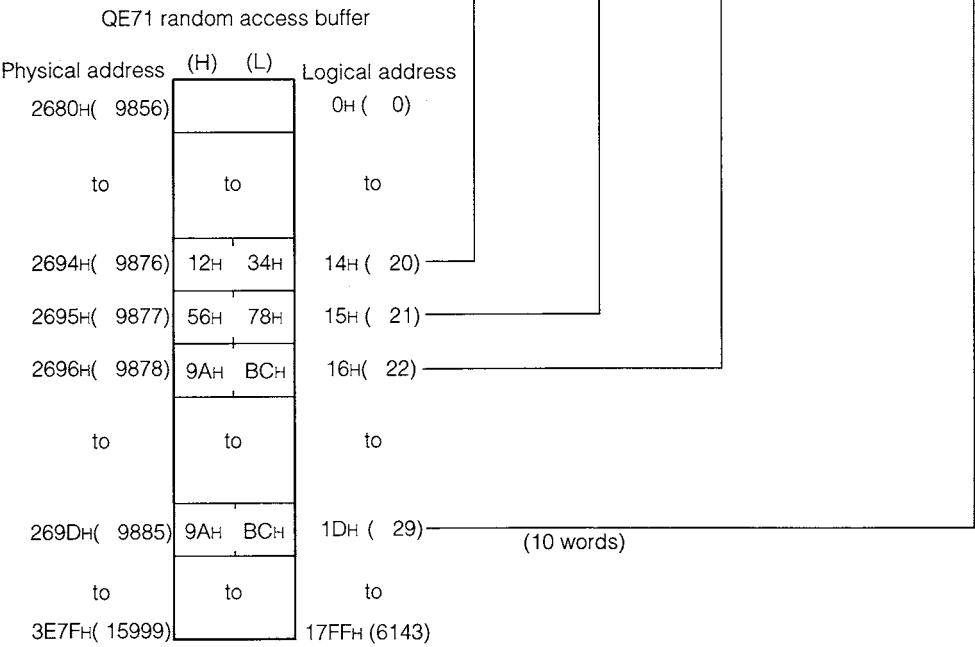 QE71 random access buffer
Physical address (H) (L) Logical address
2680H( 9856) 0H ( 0)
to to to
2694H( 9876) 12H 34H 14H ( 20)
2695H( 9877) 56H 78H 15H ( 21)
2696H( 9878) 9AH BCH 16H( 22)
to to to
269DH( 9885) 9AH BCH 1DH ( 29)
(10 words)
to to to
3E7FH( 15999) 17FFH (6143)